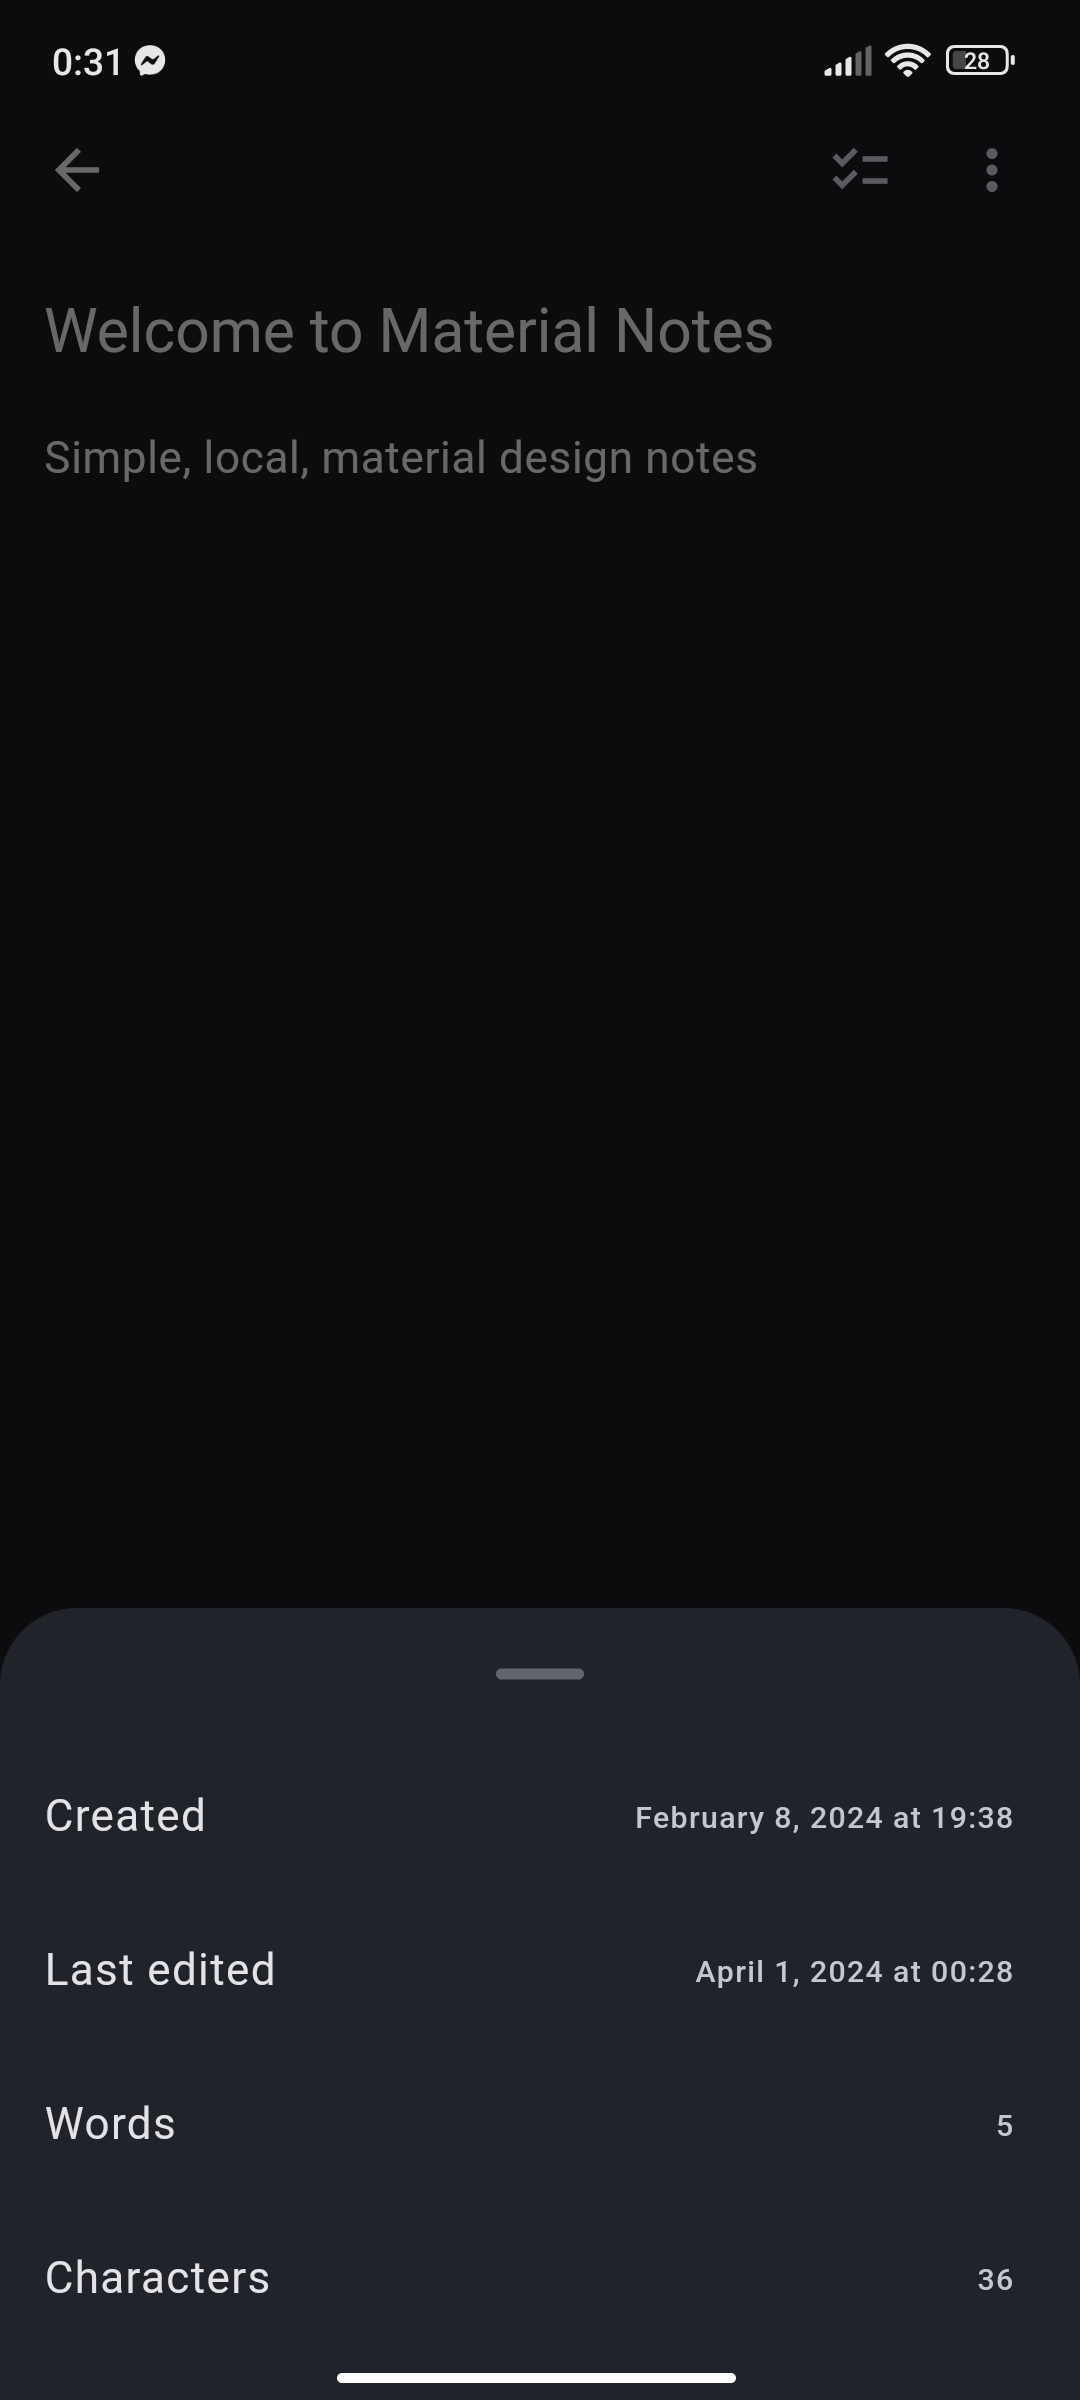 0:31
28
Welcome to Material Notes
Simple, local, material design notes
Created February 8, 2024 at 19:38
Last edited April 1, 2024 at 00:28
Words 5
Characters 36